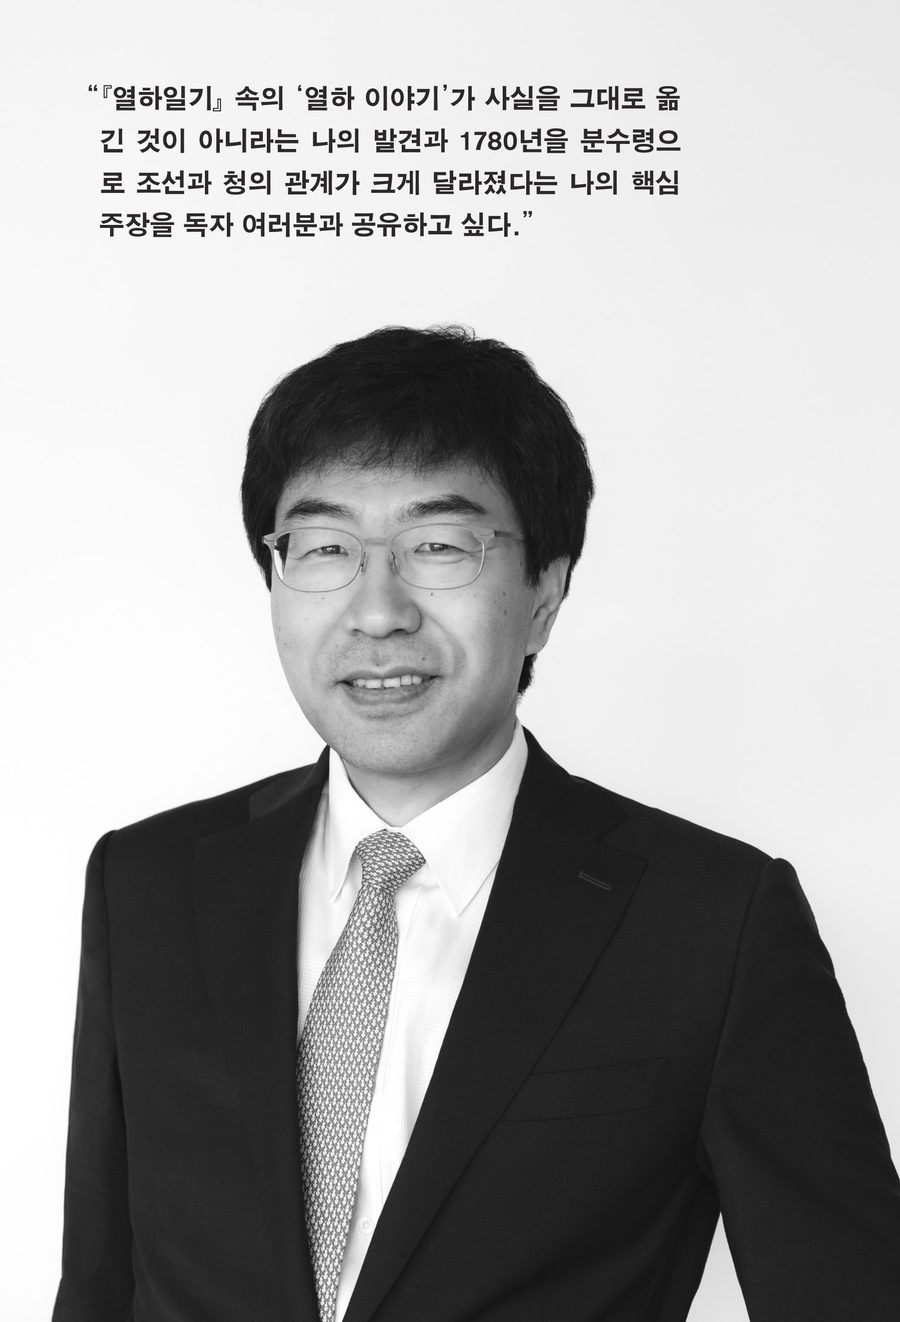 “『열하일기』 속의 ‘열하 이야기’가 사실을 그대로 옮
긴 것이 아니라는 나의 발견과 1780년을 분수령으
로 조선과 청의 관계가 크게 달라졌다는 나의 핵심
주장을 독자 여러분과 공유하고 싶다.”